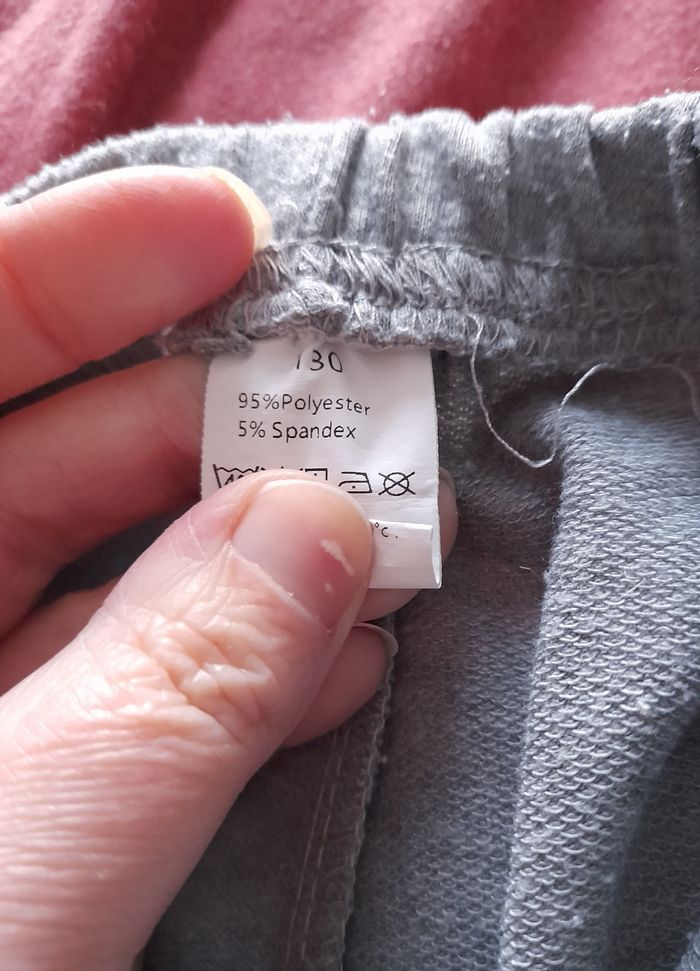 130
95%Polyester
5% Spandex
°c.